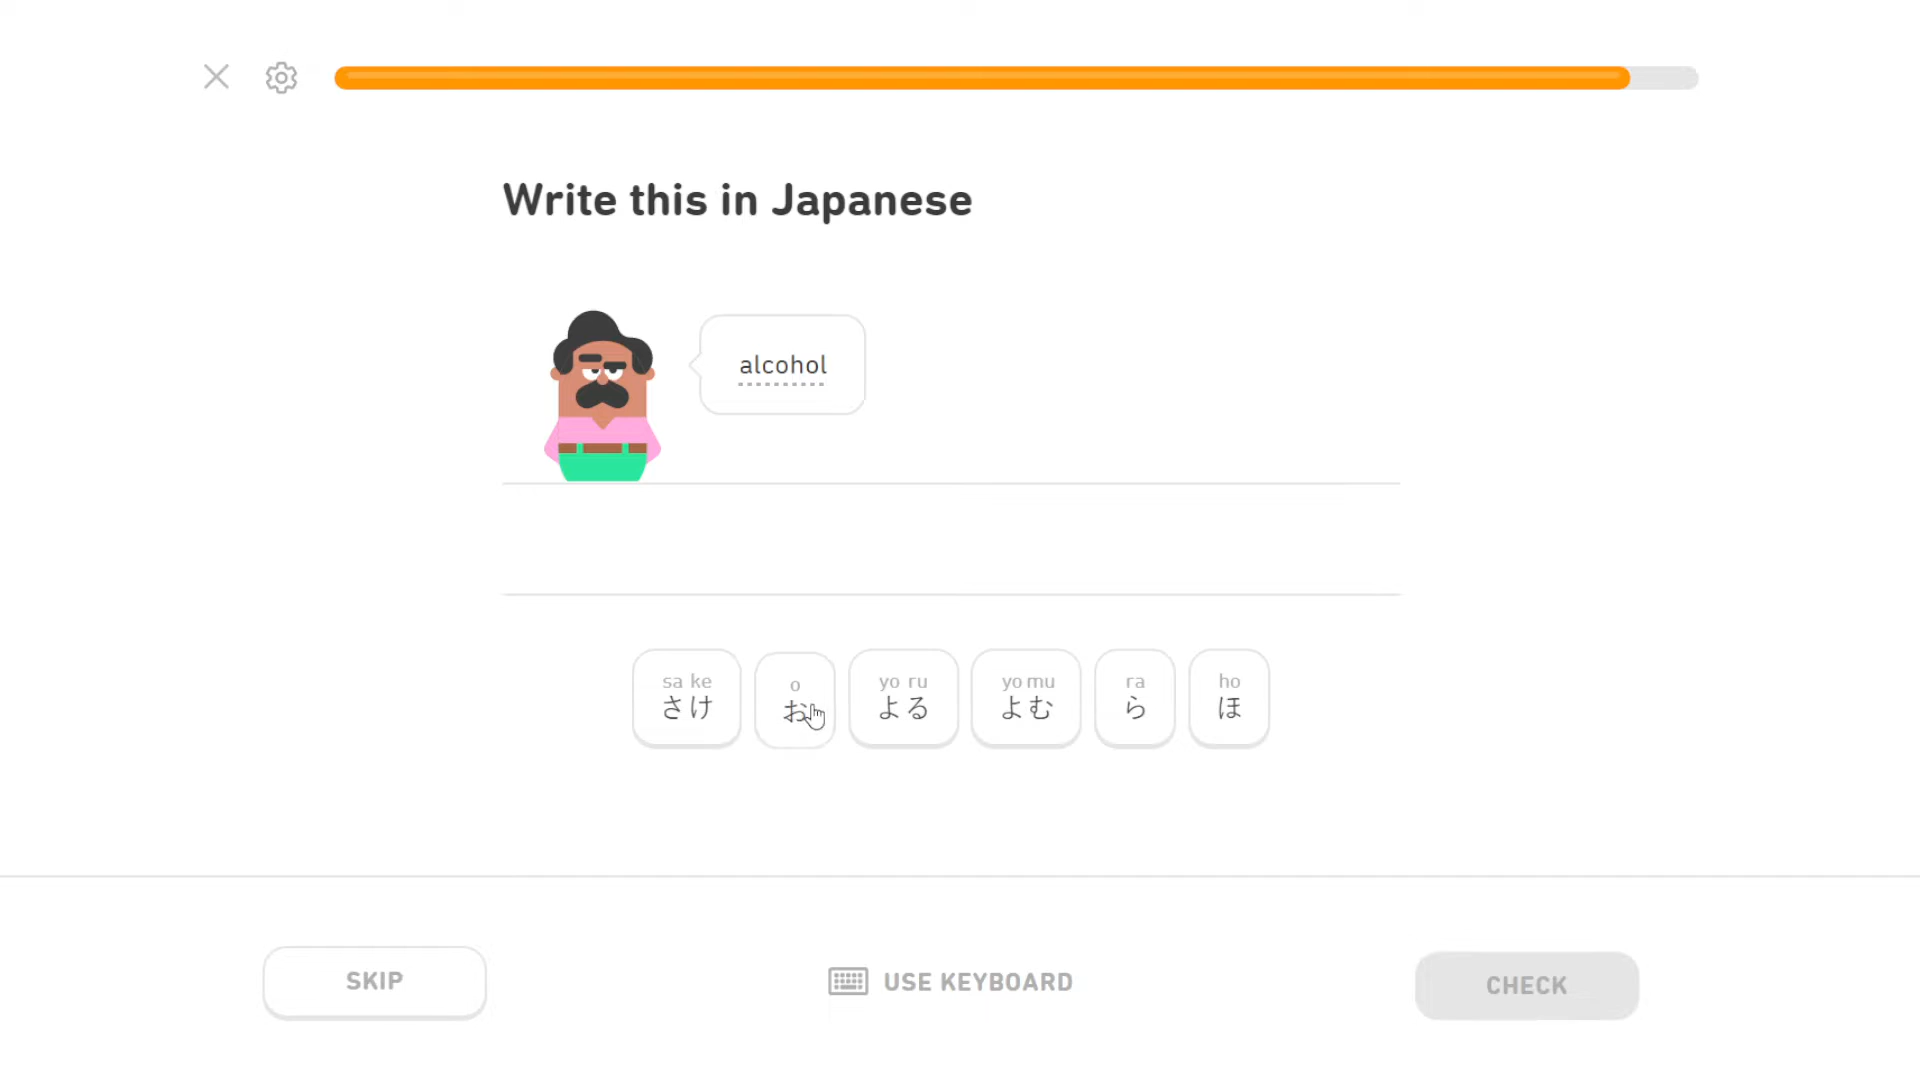 Write this in Japanese
alcohol
sa ke o yo ru yo mu ra ho
さけ お よる よむ ら ほ
SKIP USE KEYBOARD CHECK